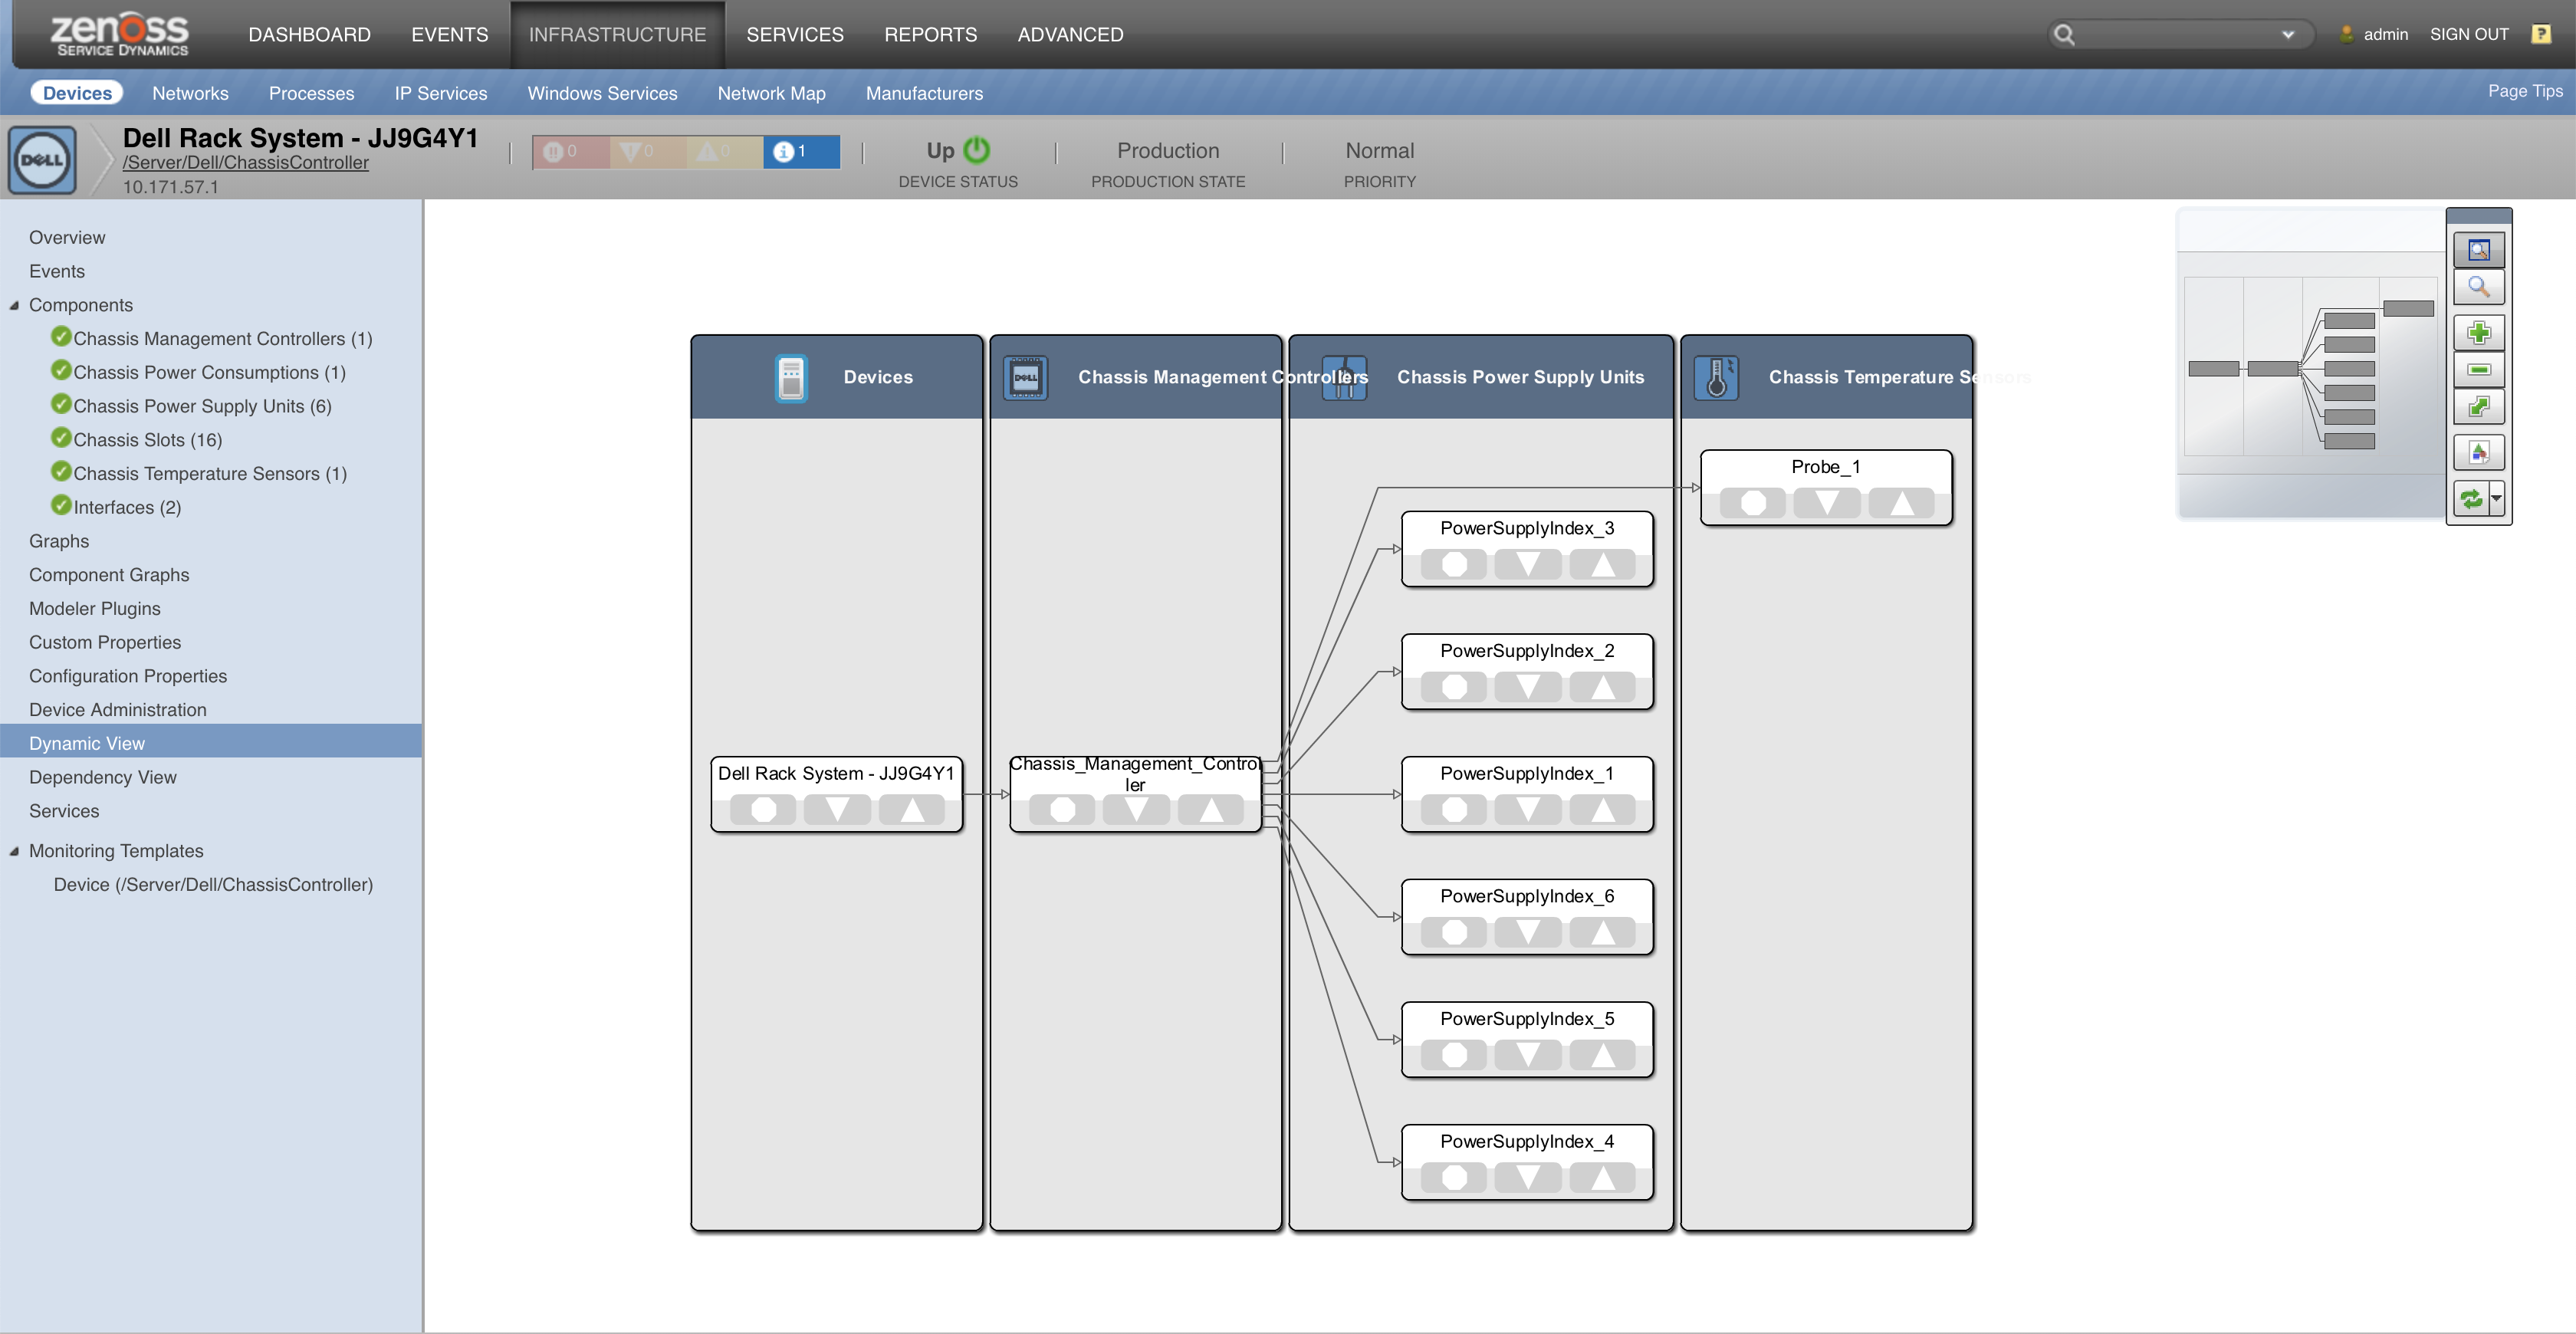 zenoss
SERVICE DYNAMICS
DASHBOARD
EVENTS
INFRASTRUCTURE
SERVICES
REPORTS
ADVANCED
admin
SIGN OUT
?
Devices
Networks
Processes
IP Services
Windows Services
Network Map
Manufacturers
Page Tips
DELL
Dell Rack System - JJ9G4Y1
/Server/Dell/ChassisController
10.171.57.1
0
0
0
1
Up
DEVICE STATUS
Production
PRODUCTION STATE
Normal
PRIORITY
Overview
Events
Components
Chassis Management Controllers (1)
Chassis Power Consumptions (1)
Chassis Power Supply Units (6)
Chassis Slots (16)
Chassis Temperature Sensors (1)
Interfaces (2)
Graphs
Component Graphs
Modeler Plugins
Custom Properties
Configuration Properties
Device Administration
Dynamic View
Dependency View
Services
Monitoring Templates
Device (/Server/Dell/ChassisController)
Devices
DELL
Chassis Management Controllers
Chassis Power Supply Units
Chassis Temperature Sensors
Probe_1
PowerSupplyIndex_3
PowerSupplyIndex_2
Dell Rack System - JJ9G4Y1
Chassis_Management_Control
ler
PowerSupplyIndex_1
PowerSupplyIndex_6
PowerSupplyIndex_5
PowerSupplyIndex_4